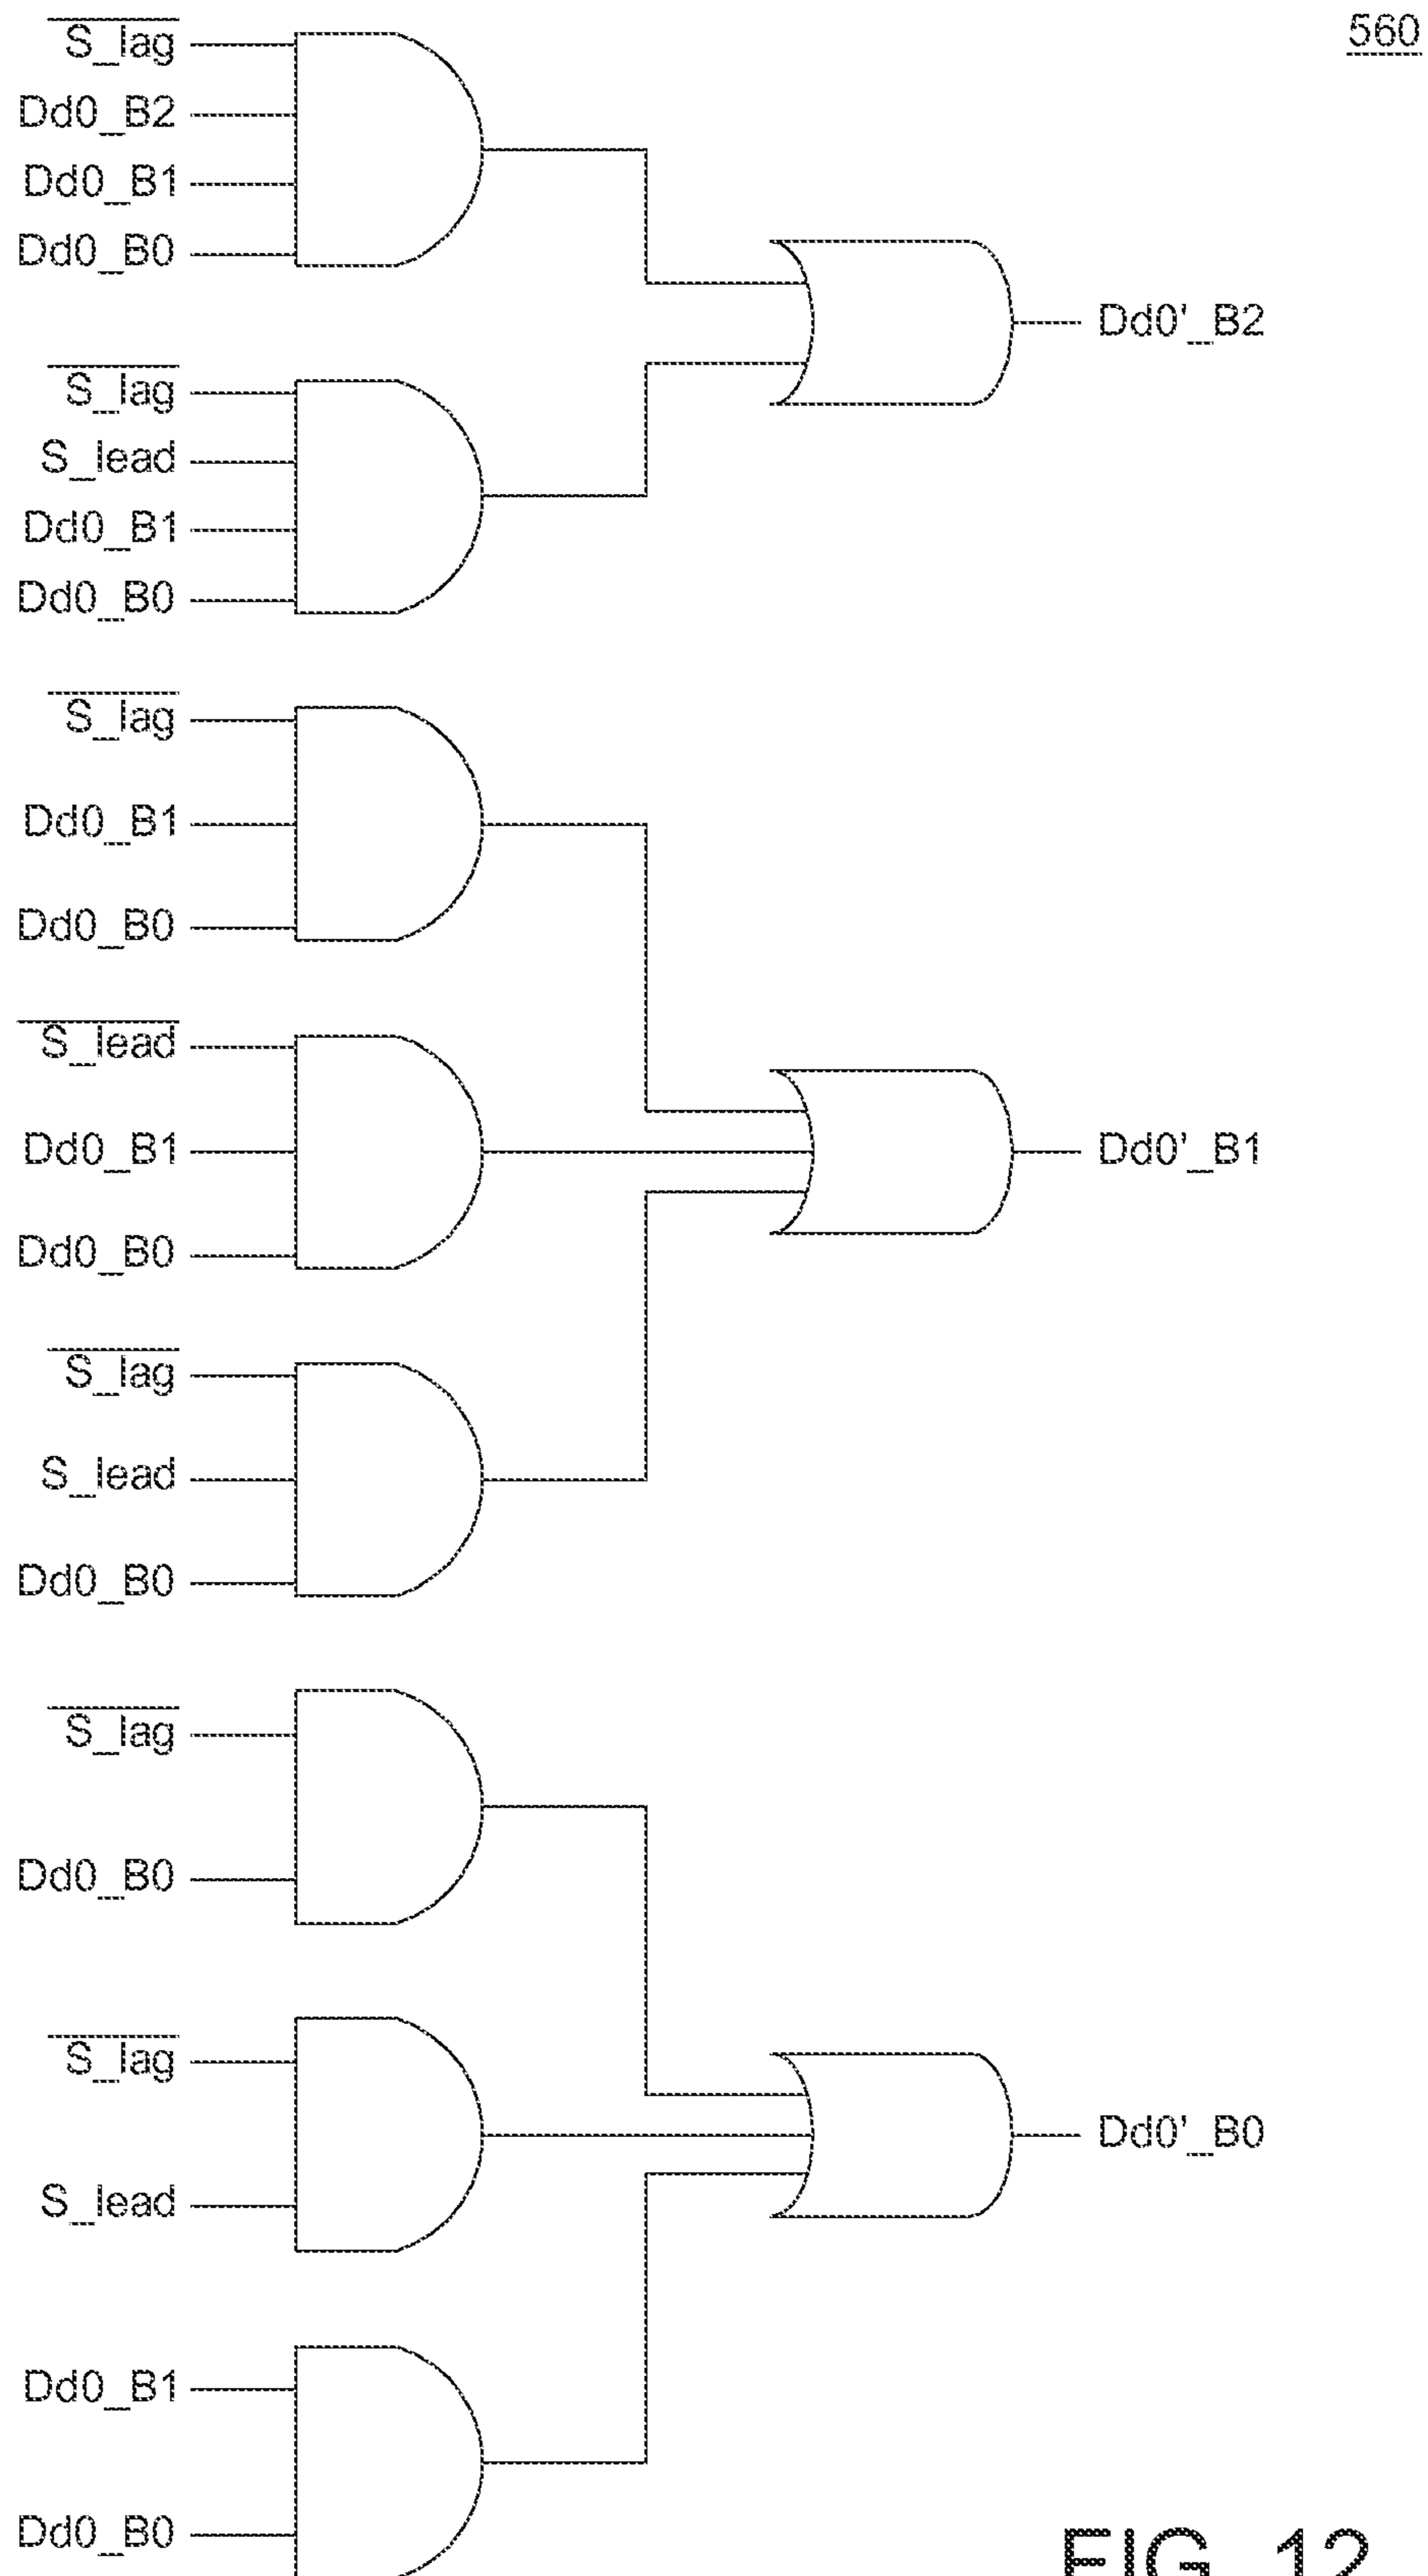 560
S_lag
Dd0_B2
Dd0_B1
Dd0_B0
Dd0'_B2
S_lag
S_lead
Dd0_B1
Dd0_B0
S_lag
Dd0_B1
Dd0_B0
S_lead
Dd0_B1
Dd0'_B1
Dd0_B0
S_lag
S_lead
Dd0_B0
S_lag
Dd0_B0
S_lag
Dd0'_B0
S_lead
Dd0_B1
Dd0_B0
FIG. 12